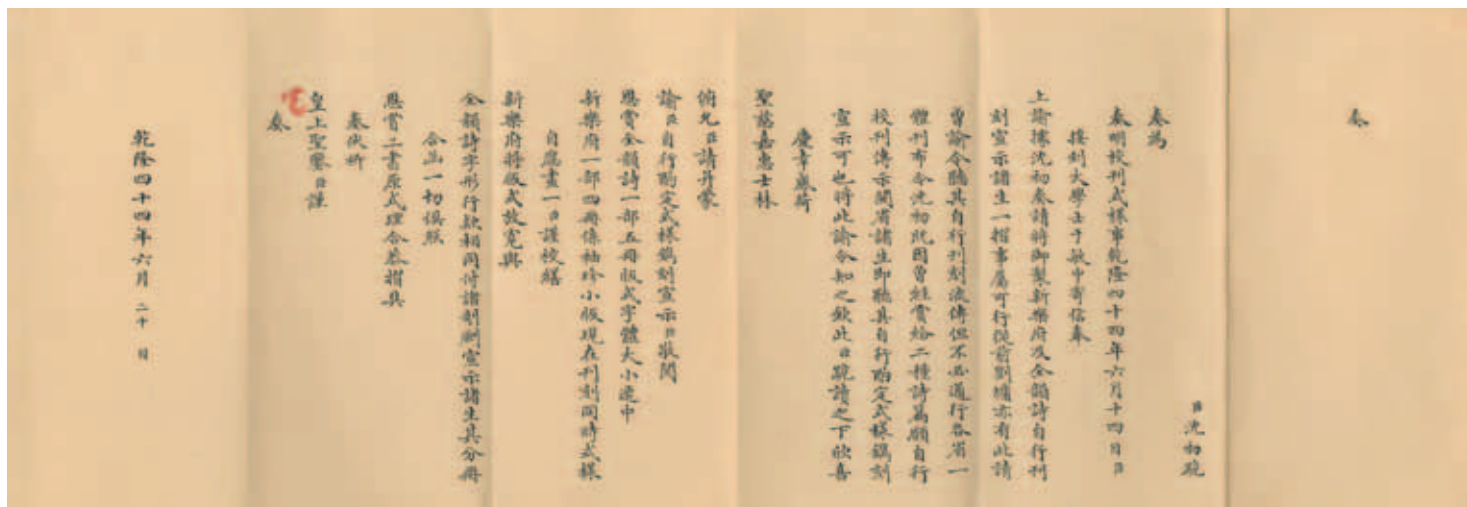 奏
臣沈初跪
奏為
奏明校刊式樣事乾隆四十四年六月十四日臣
接到大學士于敏中寄信奉
上諭據沈初奏請將御製新樂府及全韻詩自行刊
刻宣示諸生一摺事屬可行從前劉墉亦有此請
曾諭令聽其自行刊刻流傳但不必通行各省一
體刊布今沈初既因曾經賞給二種詩萬願自行
校刊傳示閩省諸生即聽其自行酌定式樣鐫刻
宣示可也將此諭令知之欽此臣跪讀之下欣喜
慶幸感荷
聖慈嘉惠士林
俯允臣請并蒙
諭臣自行酌定式樣鐫刻宣示臣敬閱
恩賞全韻詩一部五冊版式字體大小適中
新樂府一部四冊係袖珍小版現在刊刻同時式樣
自應畫一臣謹校繕
新樂府將版式放寬與
全韻詩字形行款相同付諸剞劂宣示諸生其分冊
合函一切俱照
恩賞二書原式理合恭摺具
奏伏祈
皇上聖鑒臣謹
奏
乾隆四十四年六月二十日